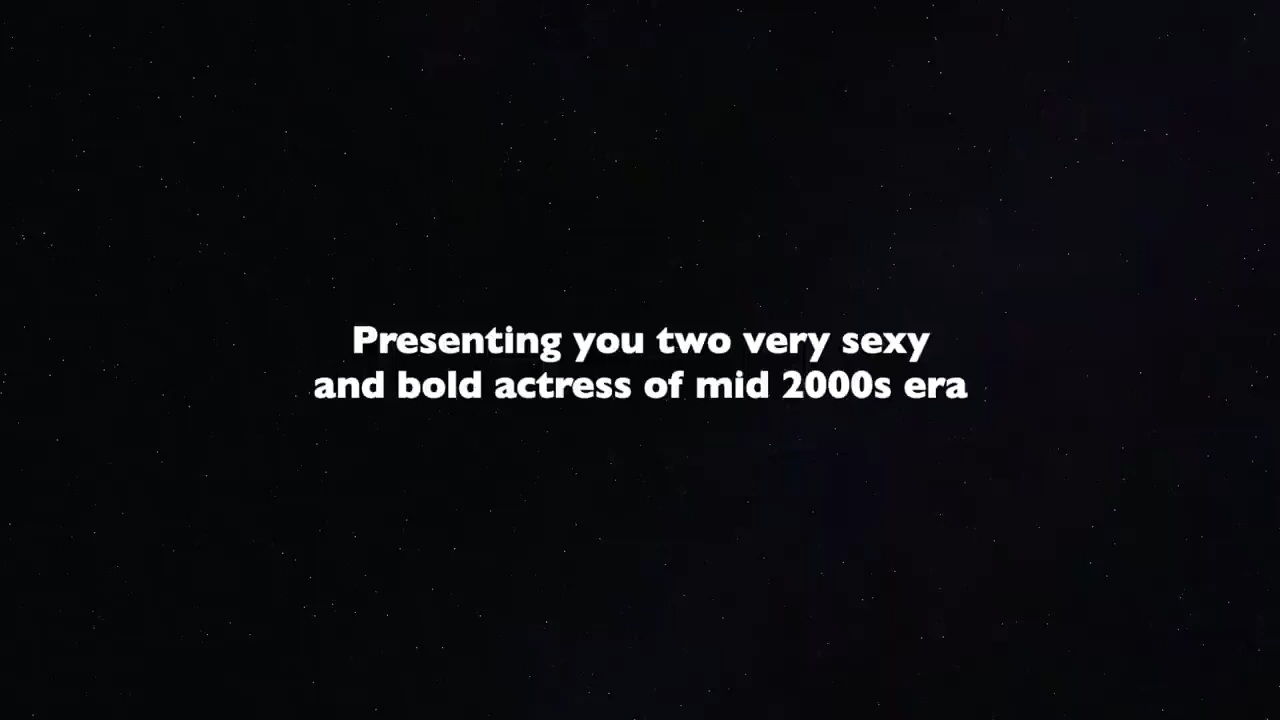 Presenting you two very sexy
and bold actress of mid 2000s era